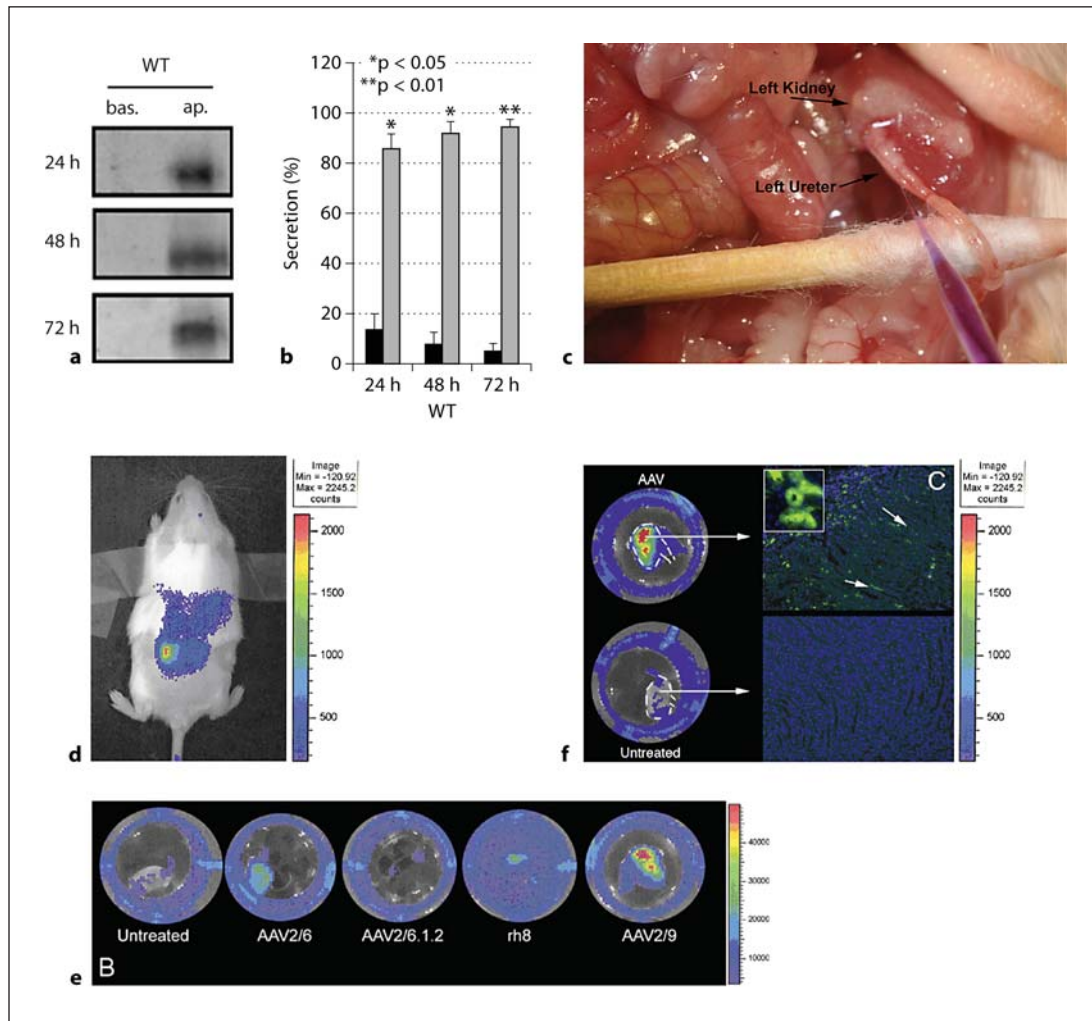 WT
bas. ap.
24 h
48 h
72 h
a
120
100
80
60
40
20
0
Secretion (%)
*p < 0.05
**p < 0.01
*
*
**
24 h 48 h 72 h
WT
b
Left Kidney
Left Ureter
c
Image
Min = -120.92
Max = 2245.2
counts
2000
1500
1000
500
d
AAV
Untreated
C
Image
Min = -120.92
Max = 2245.2
counts
2000
1500
1000
500
f
Untreated
AAV2/6
AAV2/6.1.2
rh8
AAV2/9
B
40000
30000
20000
10000
e